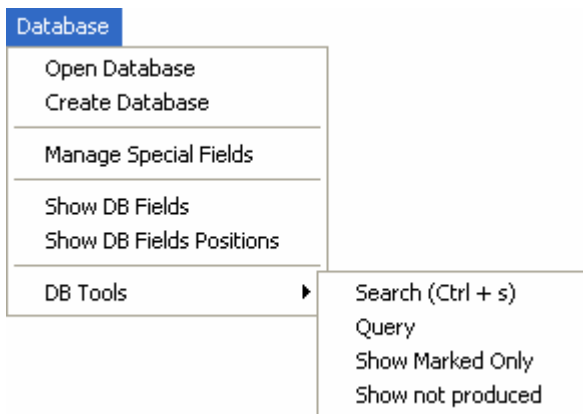 Database
Open Database
Create Database
Manage Special Fields
Show DB Fields
Show DB Fields Positions
DB Tools
Search (Ctrl + s)
Query
Show Marked Only
Show not produced